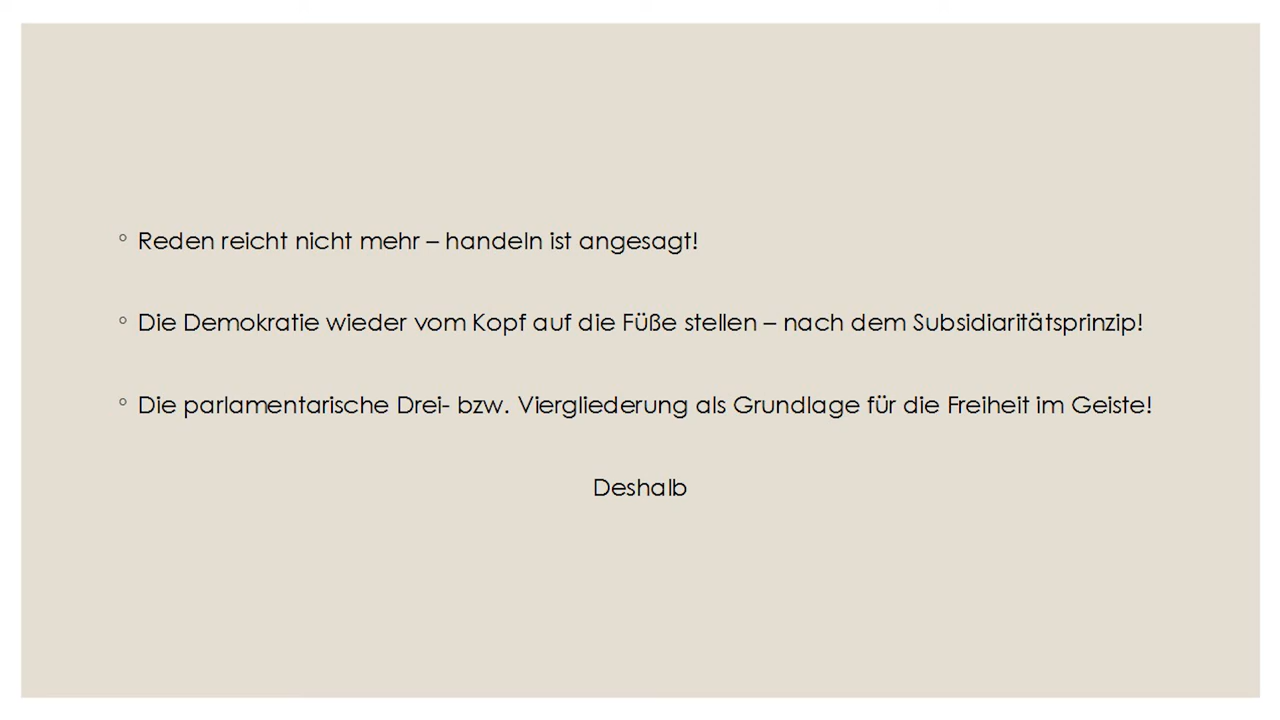 ◦ Reden reicht nicht mehr – handeln ist angesagt!
◦ Die Demokratie wieder vom Kopf auf die Füße stellen – nach dem Subsidiaritätsprinzip!
◦ Die parlamentarische Drei- bzw. Viergliederung als Grundlage für die Freiheit im Geiste!
Deshalb